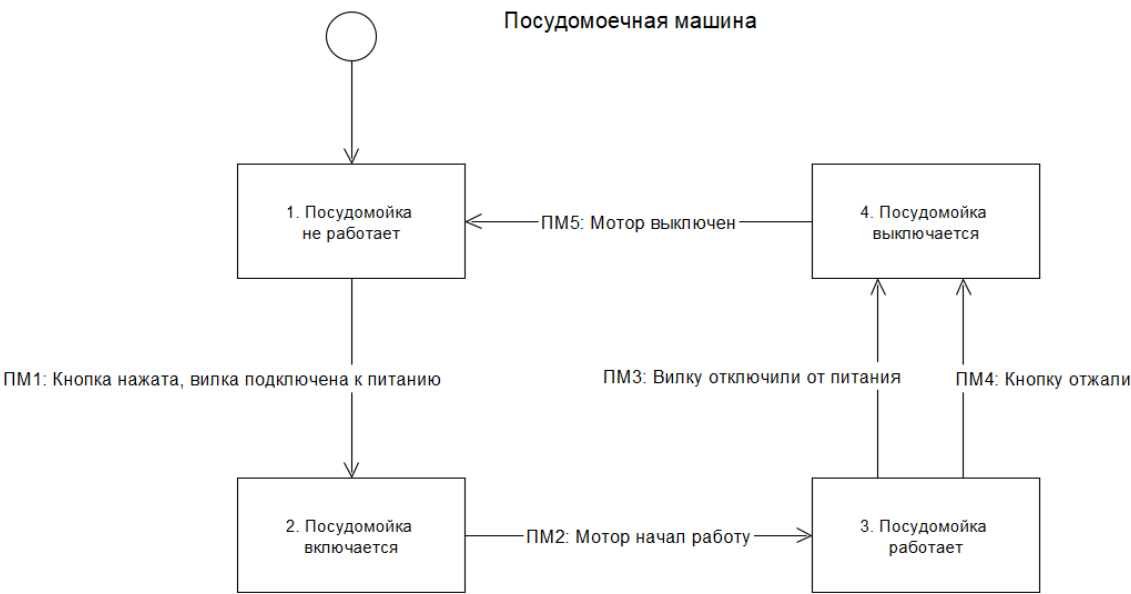 Посудомоечная машина
1. Посудомойка
не работает
ПМ5: Мотор выключен
4. Посудомойка
выключается
ПМ1: Кнопка нажата, вилка подключена к питанию
ПМ3: Вилку отключили от питания
ПМ4: Кнопку отжали
2. Посудомойка
включается
ПМ2: Мотор начал работу
3. Посудомойка
работает